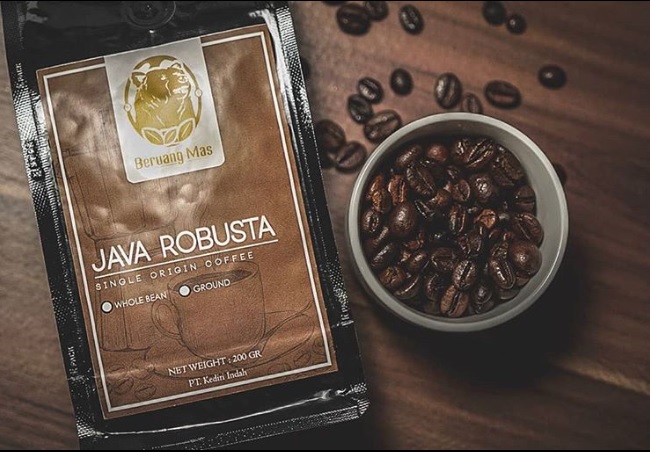 Beruang Mas
JAVA ROBUSTA
SINGLE ORIGIN COFFEE
WHOLE BEAN GROUND
NET WEIGHT : 200 GR
PT. Kediri Indah